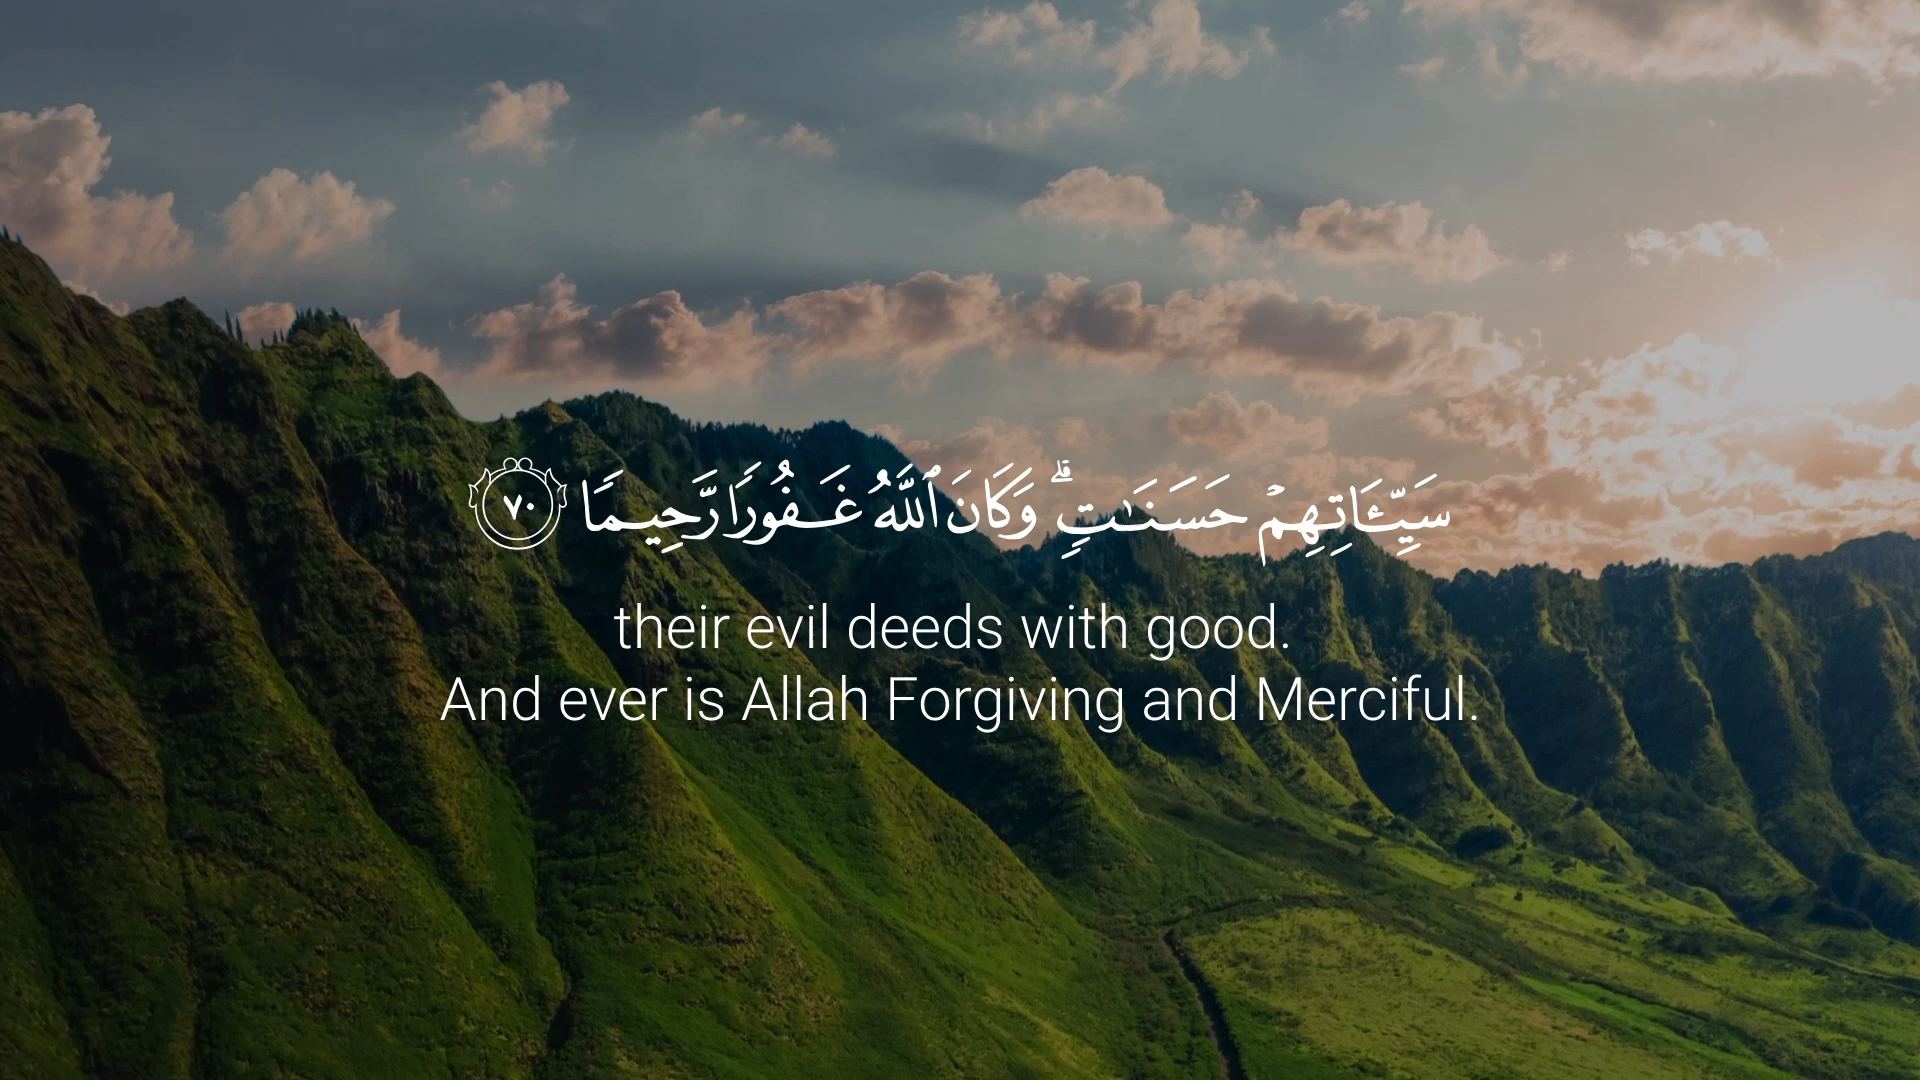 سَيِّـَٔاتِهِمْ حَسَنَـٰتٍۢ ۗ وَكَانَ ٱللَّهُ غَفُورًۭا رَّحِيمًۭا ٧٠
their evil deeds with good.
And ever is Allah Forgiving and Merciful.